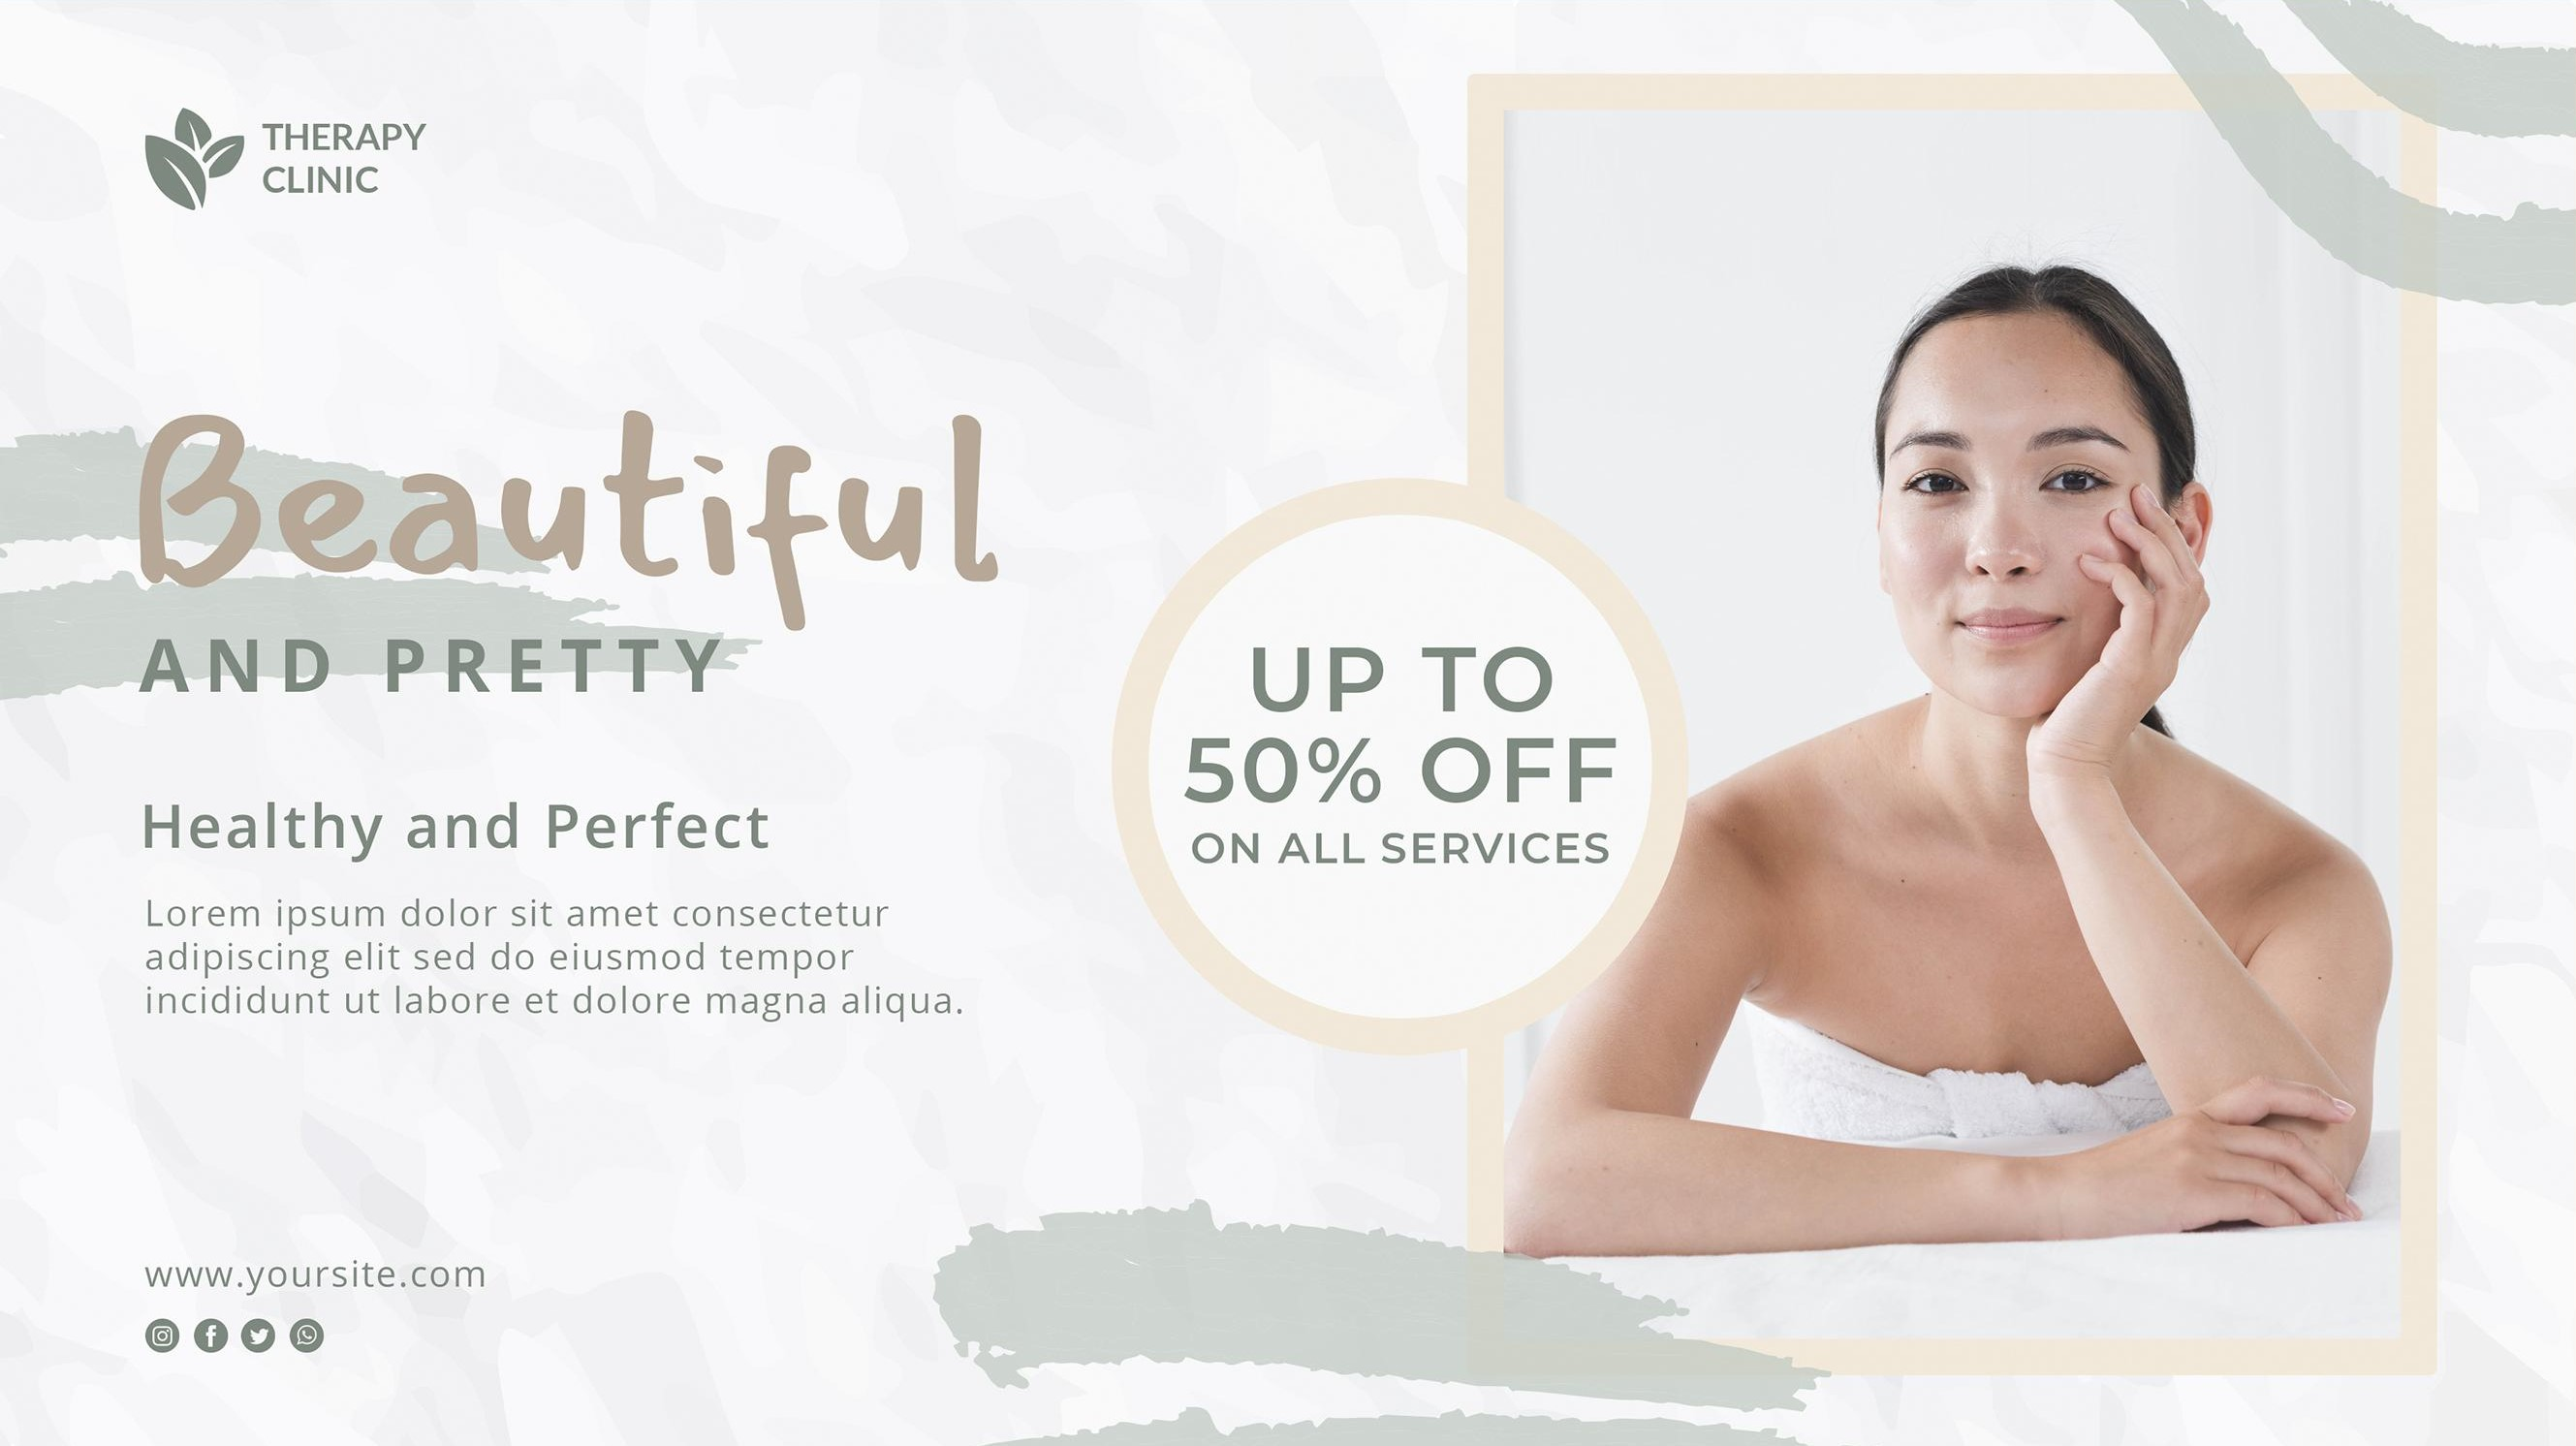 THERAPY
CLINIC
Beautiful
AND PRETTY
Healthy and Perfect
Lorem ipsum dolor sit amet consectetur
adipiscing elit sed do eiusmod tempor
incididunt ut labore et dolore magna aliqua.
www.yoursite.com
UP TO
50% OFF
ON ALL SERVICES